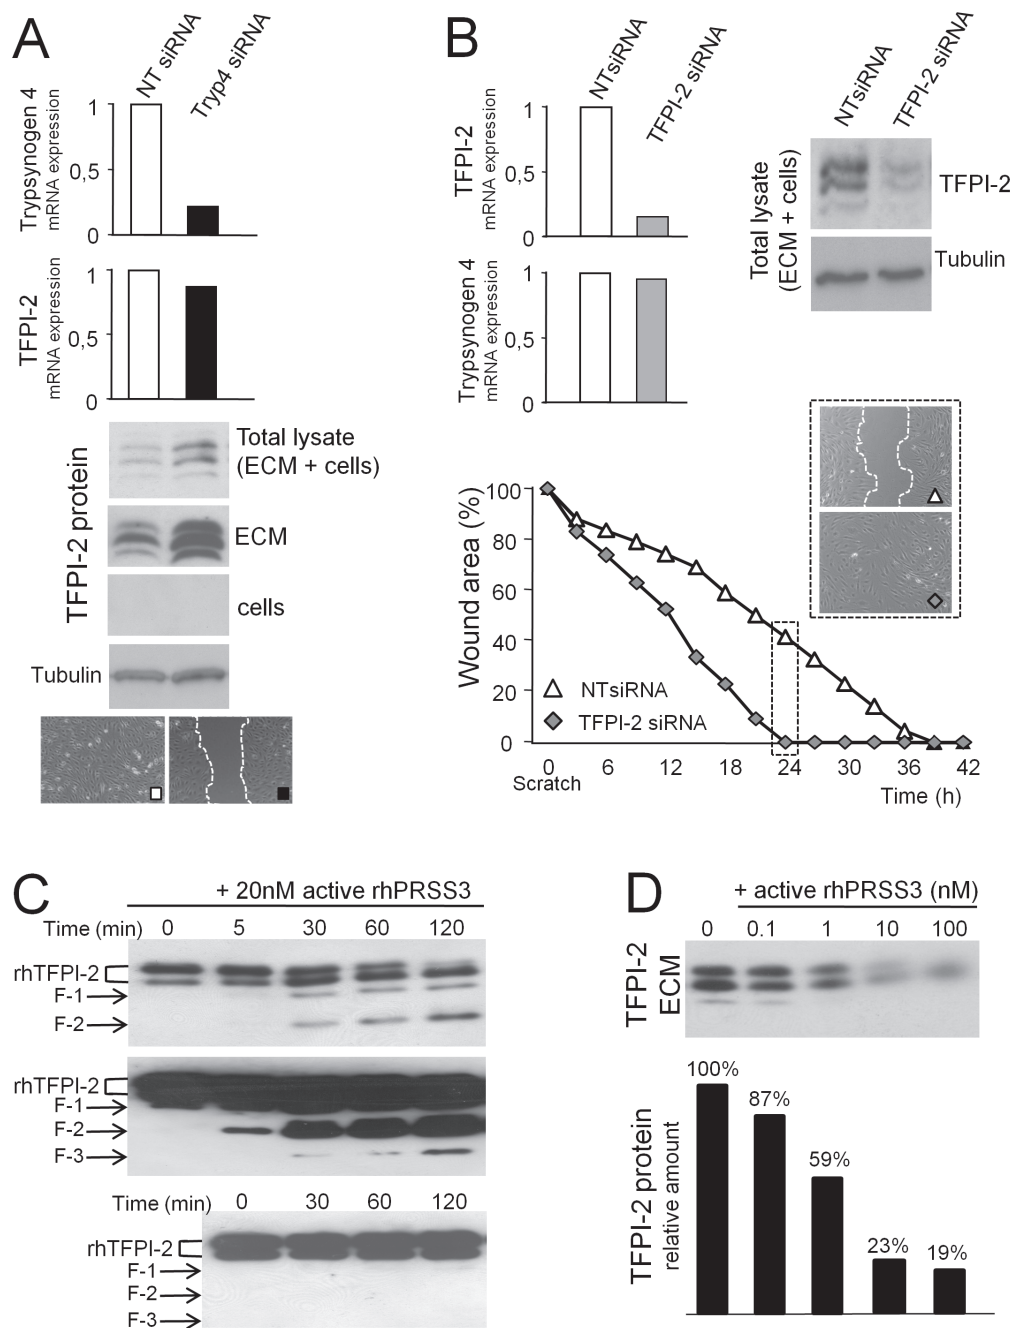 A
NT siRNA
Tryp4 siRNA
Trypsynogen 4
mRNA expression
1
0,5
0
TFPI-2
mRNA expression
1
0,5
0
TFPI-2 protein
Total lysate
(ECM + cells)
ECM
cells
Tubulin
B
NTsiRNA
TFPI-2 siRNA
TFPI-2
mRNA expression
1
0,5
0
Trypsynogen 4
mRNA expression
1
0,5
0
NTsiRNA
TFPI-2 siRNA
Total lysate
(ECM + cells)
TFPI-2
Tubulin
Wound area (%)
100
80
60
40
20
0
NTsiRNA
TFPI-2 siRNA
0 6 12 18 24 30 36 42
Scratch
Time (h)
C
+ 20nM active rhPRSS3
Time (min) 0 5 30 60 120
rhTFPI-2
F-1
F-2
rhTFPI-2
F-1
F-2
F-3
Time (min) 0 30 60 120
rhTFPI-2
F-1
F-2
F-3
D
+ active rhPRSS3 (nM)
0 0.1 1 10 100
TFPI-2
ECM
TFPI-2 protein
relative amount
100%
87%
59%
23%
19%